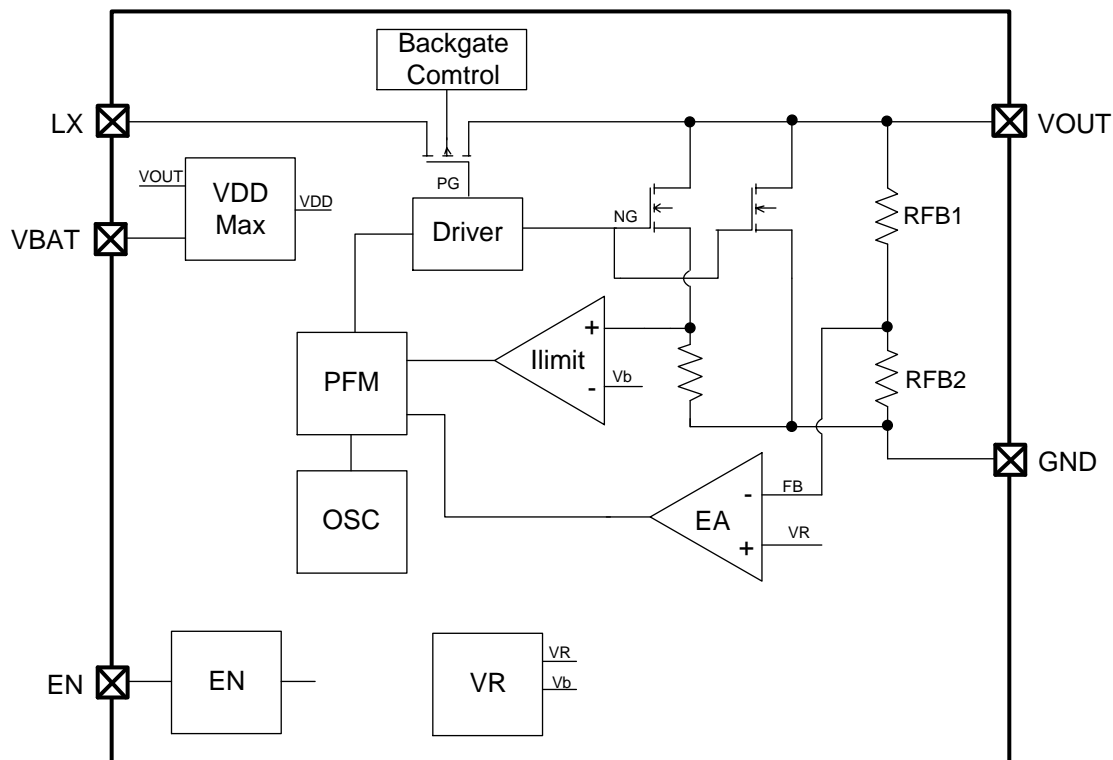 Backgate
Comtrol
LX
VOUT
VOUT
VDD
Max
VDD
PG
VBAT
Driver
NG
RFB1
+
Ilimit
-
Vb
PFM
RFB2
GND
OSC
-
FB
EA
+
VR
EN
EN
VR
VR
Vb